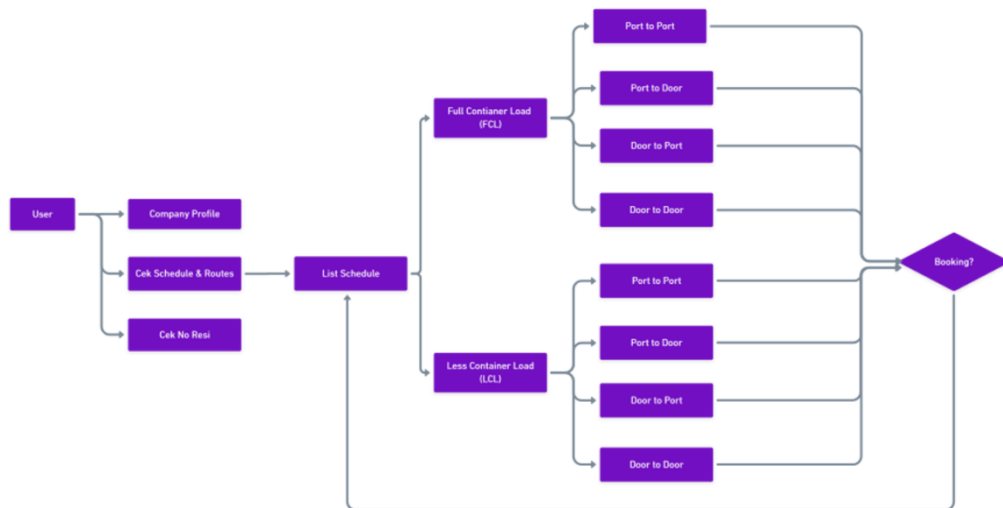 User
Company Profile
Cek Schedule & Routes
Cek No Resi
List Schedule
Full Contianer Load
(FCL)
Port to Port
Port to Door
Door to Port
Door to Door
Less Container Load
(LCL)
Port to Port
Port to Door
Door to Port
Door to Door
Booking?